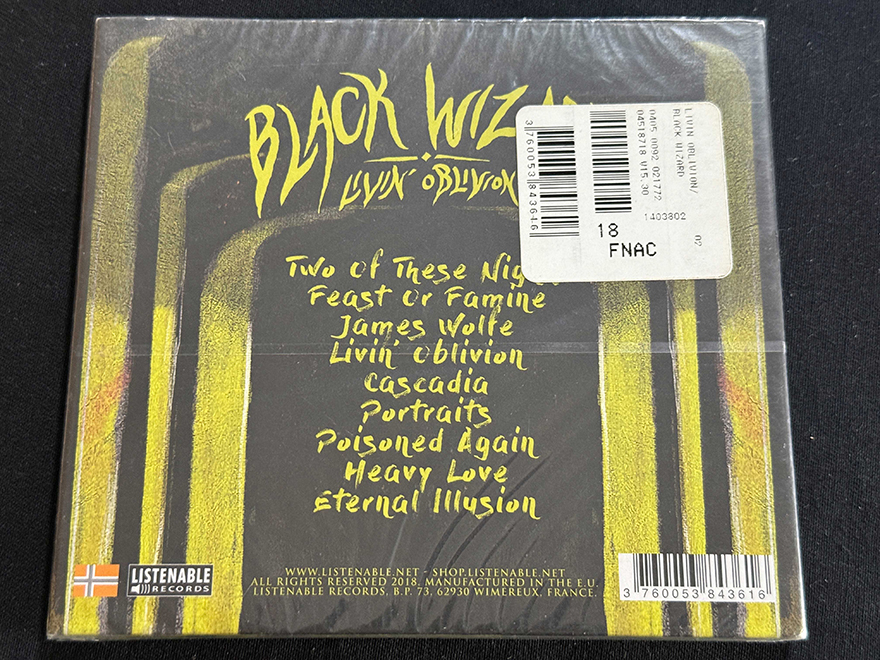 BLACK WIZA
LIVIN' OBLIVION
LIVIN OBLIVION/
BLACK WIZARD
0405 0092 021772
04518718 V15.30
3 760053 843616
1403802
02
18
FNAC
Two Of These Nig
Feast Or Famine
James Wolfe
Livin' Oblivion
Cascadia
Portraits
Poisoned Again
Heavy Love
Eternal Illusion
LISTENABLE
RECORDS
WWW.LISTENABLE.NET - SHOP.LISTENABLE.NET
ALL RIGHTS RESERVED 2018. MANUFACTURED IN THE E.U.
LISTENABLE RECORDS, B.P. 73, 62930 WIMEREUX, FRANCE.
3 760053 843616